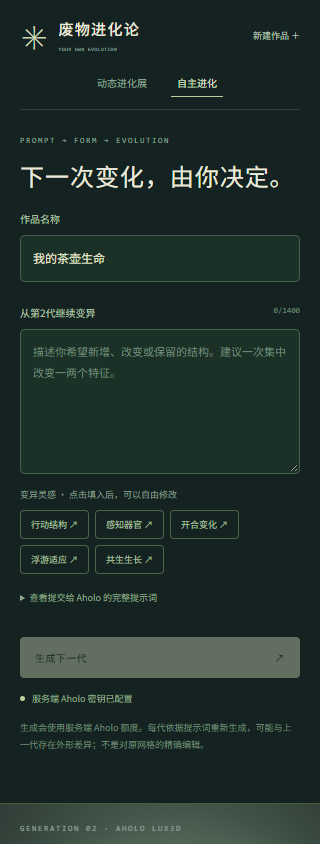 废物进化论
YOUR OWN EVOLUTION
新建作品 +
动态进化展 自主进化
PROMPT → FORM → EVOLUTION
下一次变化，由你决定。
作品名称
我的茶壶生命
从第2代继续变异 0/1400
描述你希望新增、改变或保留的结构。建议一次集中
改变一两个特征。
变异灵感 · 点击填入后，可以自由修改
行动结构 ↗ 感知器官 ↗ 开合变化 ↗
浮游适应 ↗ 共生生长 ↗
▶ 查看提交给 Aholo 的完整提示词
生成下一代 ↗
服务端 Aholo 密钥已配置
生成会使用服务端 Aholo 额度。每代依据提示词重新生成，可能与上
一代存在外形差异；不是对原网格的精确编辑。
GENERATION 02 · AHOLO LUX3D